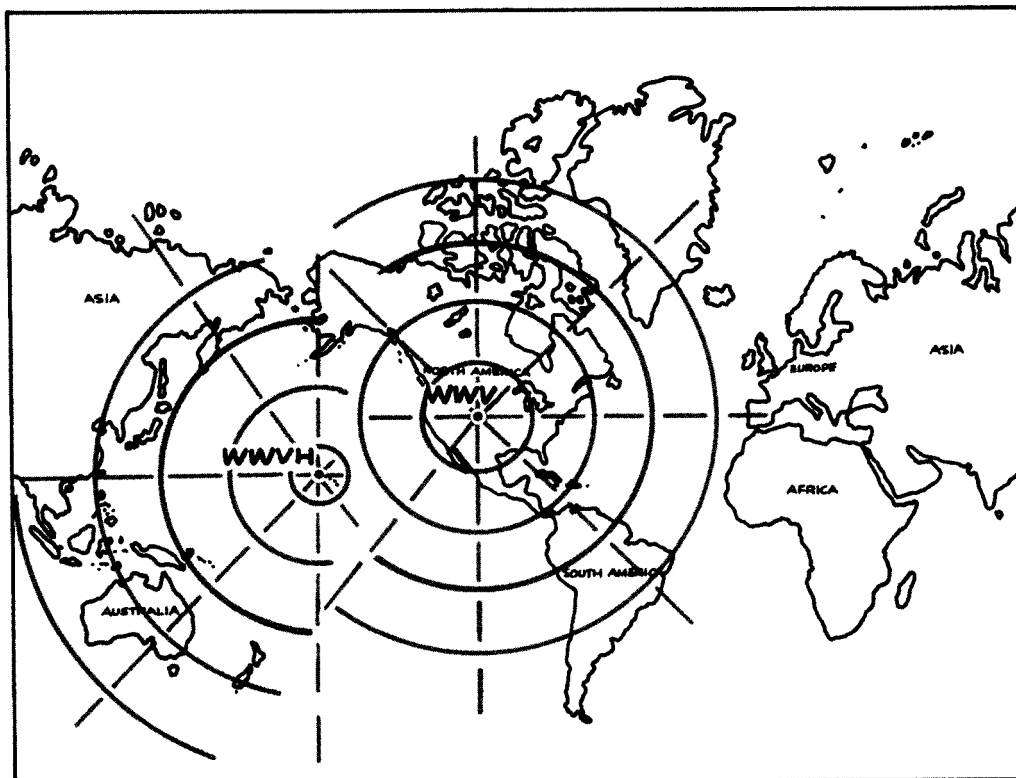 ASIA
ASIA
EUROPE
NORTH AMERICA
WWV
WWVH
AFRICA
SOUTH AMERICA
AUSTRALIA